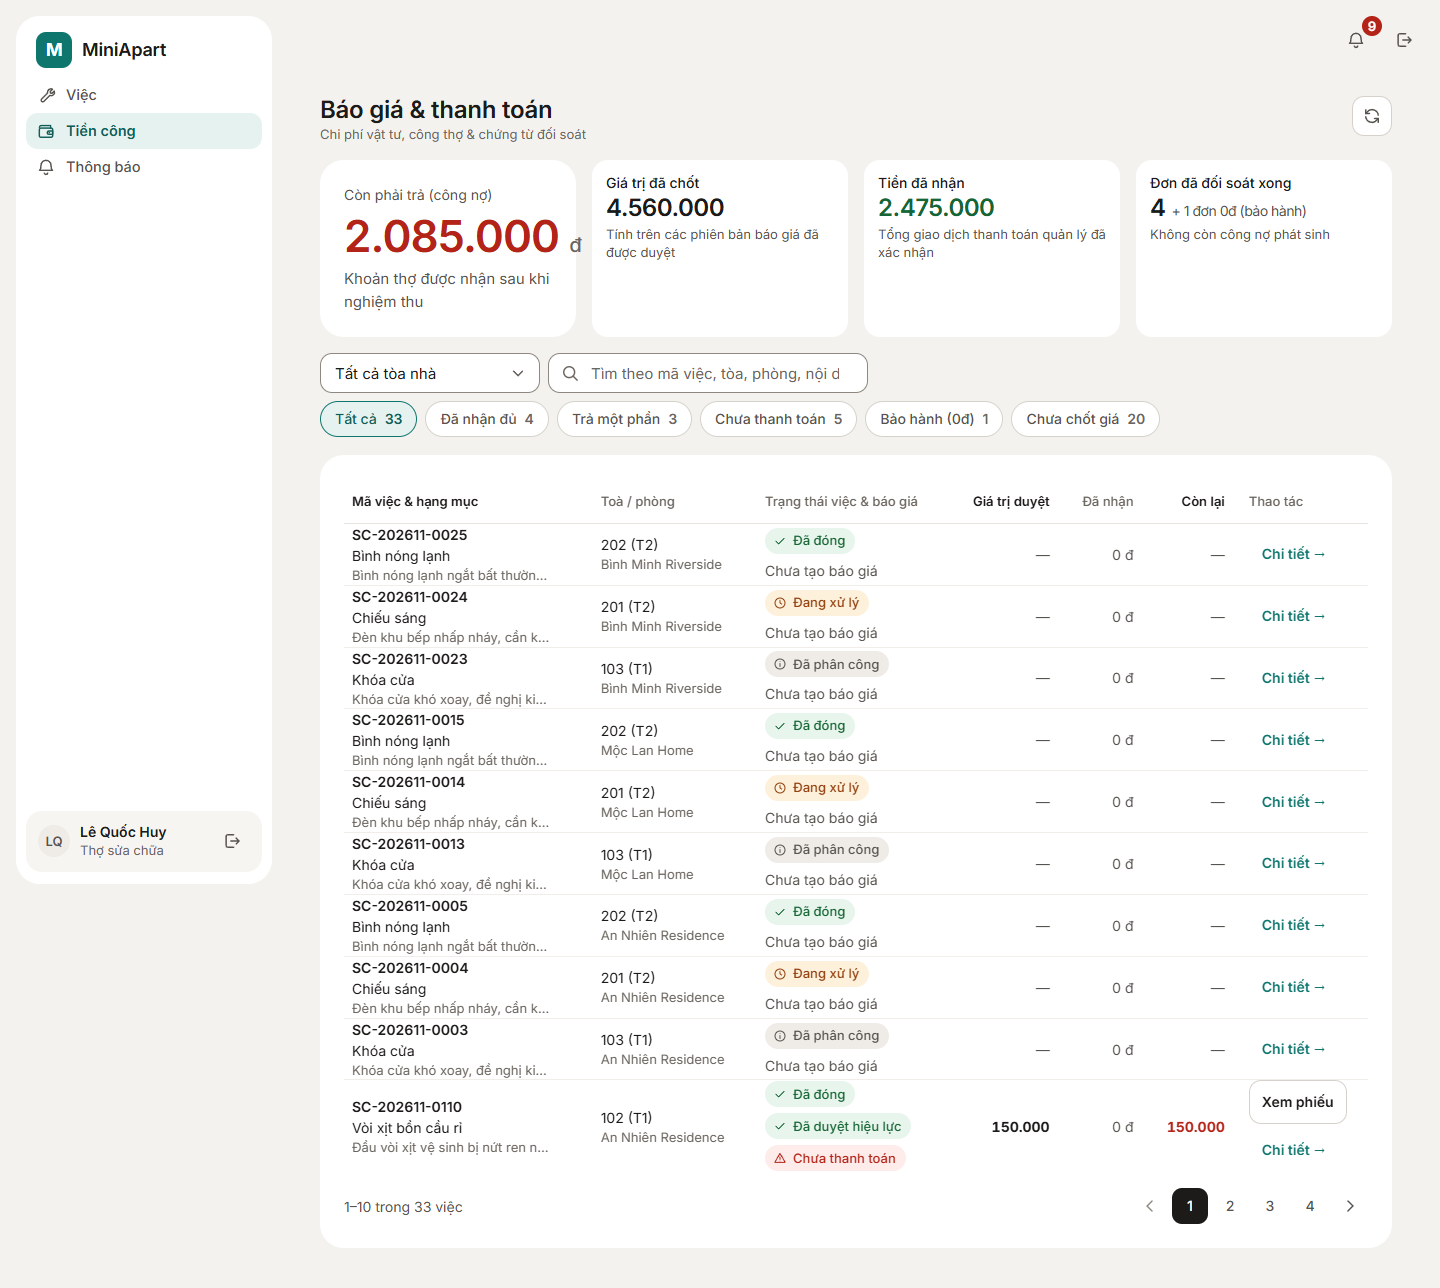 M MiniApart
9
Việc
Tiền công
Thông báo
Báo giá & thanh toán
Chi phí vật tư, công thợ & chứng từ đối soát
Còn phải trả (công nợ)
2.085.000 đ
Khoản thợ được nhận sau khi
nghiệm thu
Giá trị đã chốt
4.560.000
Tính trên các phiên bản báo giá đã
được duyệt
Tiền đã nhận
2.475.000
Tổng giao dịch thanh toán quản lý đã
xác nhận
Đơn đã đối soát xong
4 + 1 đơn 0đ (bảo hành)
Không còn công nợ phát sinh
Tất cả tòa nhà
Tìm theo mã việc, tòa, phòng, nội d
Tất cả 33
Đã nhận đủ 4
Trả một phần 3
Chưa thanh toán 5
Bảo hành (0đ) 1
Chưa chốt giá 20
Mã việc & hạng mục Toà / phòng Trạng thái việc & báo giá Giá trị duyệt Đã nhận Còn lại Thao tác
SC-202611-0025
Bình nóng lạnh
Bình nóng lạnh ngắt bất thườn...
202 (T2)
Bình Minh Riverside
Đã đóng
Chưa tạo báo giá
— 0 đ — Chi tiết →
SC-202611-0024
Chiếu sáng
Đèn khu bếp nhấp nháy, cần k...
201 (T2)
Bình Minh Riverside
Đang xử lý
Chưa tạo báo giá
— 0 đ — Chi tiết →
SC-202611-0023
Khóa cửa
Khóa cửa khó xoay, đề nghị ki...
103 (T1)
Bình Minh Riverside
Đã phân công
Chưa tạo báo giá
— 0 đ — Chi tiết →
SC-202611-0015
Bình nóng lạnh
Bình nóng lạnh ngắt bất thườn...
202 (T2)
Mộc Lan Home
Đã đóng
Chưa tạo báo giá
— 0 đ — Chi tiết →
SC-202611-0014
Chiếu sáng
Đèn khu bếp nhấp nháy, cần k...
201 (T2)
Mộc Lan Home
Đang xử lý
Chưa tạo báo giá
— 0 đ — Chi tiết →
SC-202611-0013
Khóa cửa
Khóa cửa khó xoay, đề nghị ki...
103 (T1)
Mộc Lan Home
Đã phân công
Chưa tạo báo giá
— 0 đ — Chi tiết →
SC-202611-0005
Bình nóng lạnh
Bình nóng lạnh ngắt bất thườn...
202 (T2)
An Nhiên Residence
Đã đóng
Chưa tạo báo giá
— 0 đ — Chi tiết →
SC-202611-0004
Chiếu sáng
Đèn khu bếp nhấp nháy, cần k...
201 (T2)
An Nhiên Residence
Đang xử lý
Chưa tạo báo giá
— 0 đ — Chi tiết →
SC-202611-0003
Khóa cửa
Khóa cửa khó xoay, đề nghị ki...
103 (T1)
An Nhiên Residence
Đã phân công
Chưa tạo báo giá
— 0 đ — Chi tiết →
SC-202611-0110
Vòi xịt bồn cầu rỉ
Đầu vòi xịt vệ sinh bị nứt ren n...
102 (T1)
An Nhiên Residence
Đã đóng
Đã duyệt hiệu lực
Chưa thanh toán
150.000 0 đ 150.000
Xem phiếu
Chi tiết →
1–10 trong 33 việc
1 2 3 4
LQ
Lê Quốc Huy
Thợ sửa chữa